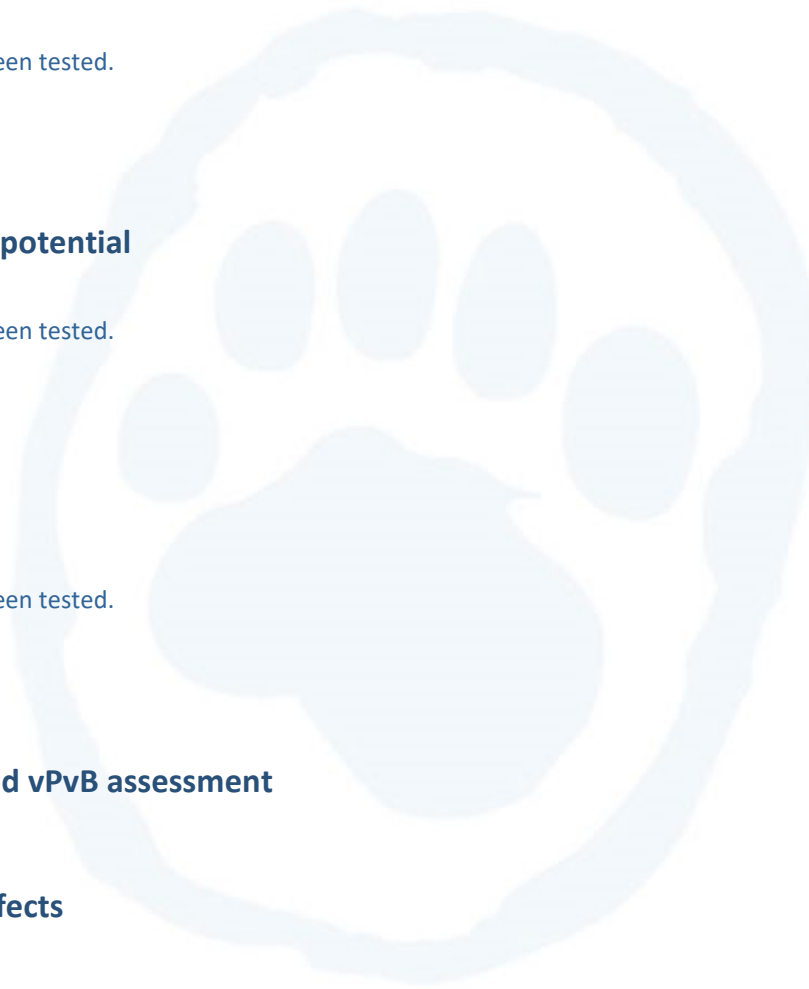 een tested.
potential
een tested.
een tested.
d vPvB assessment
fects